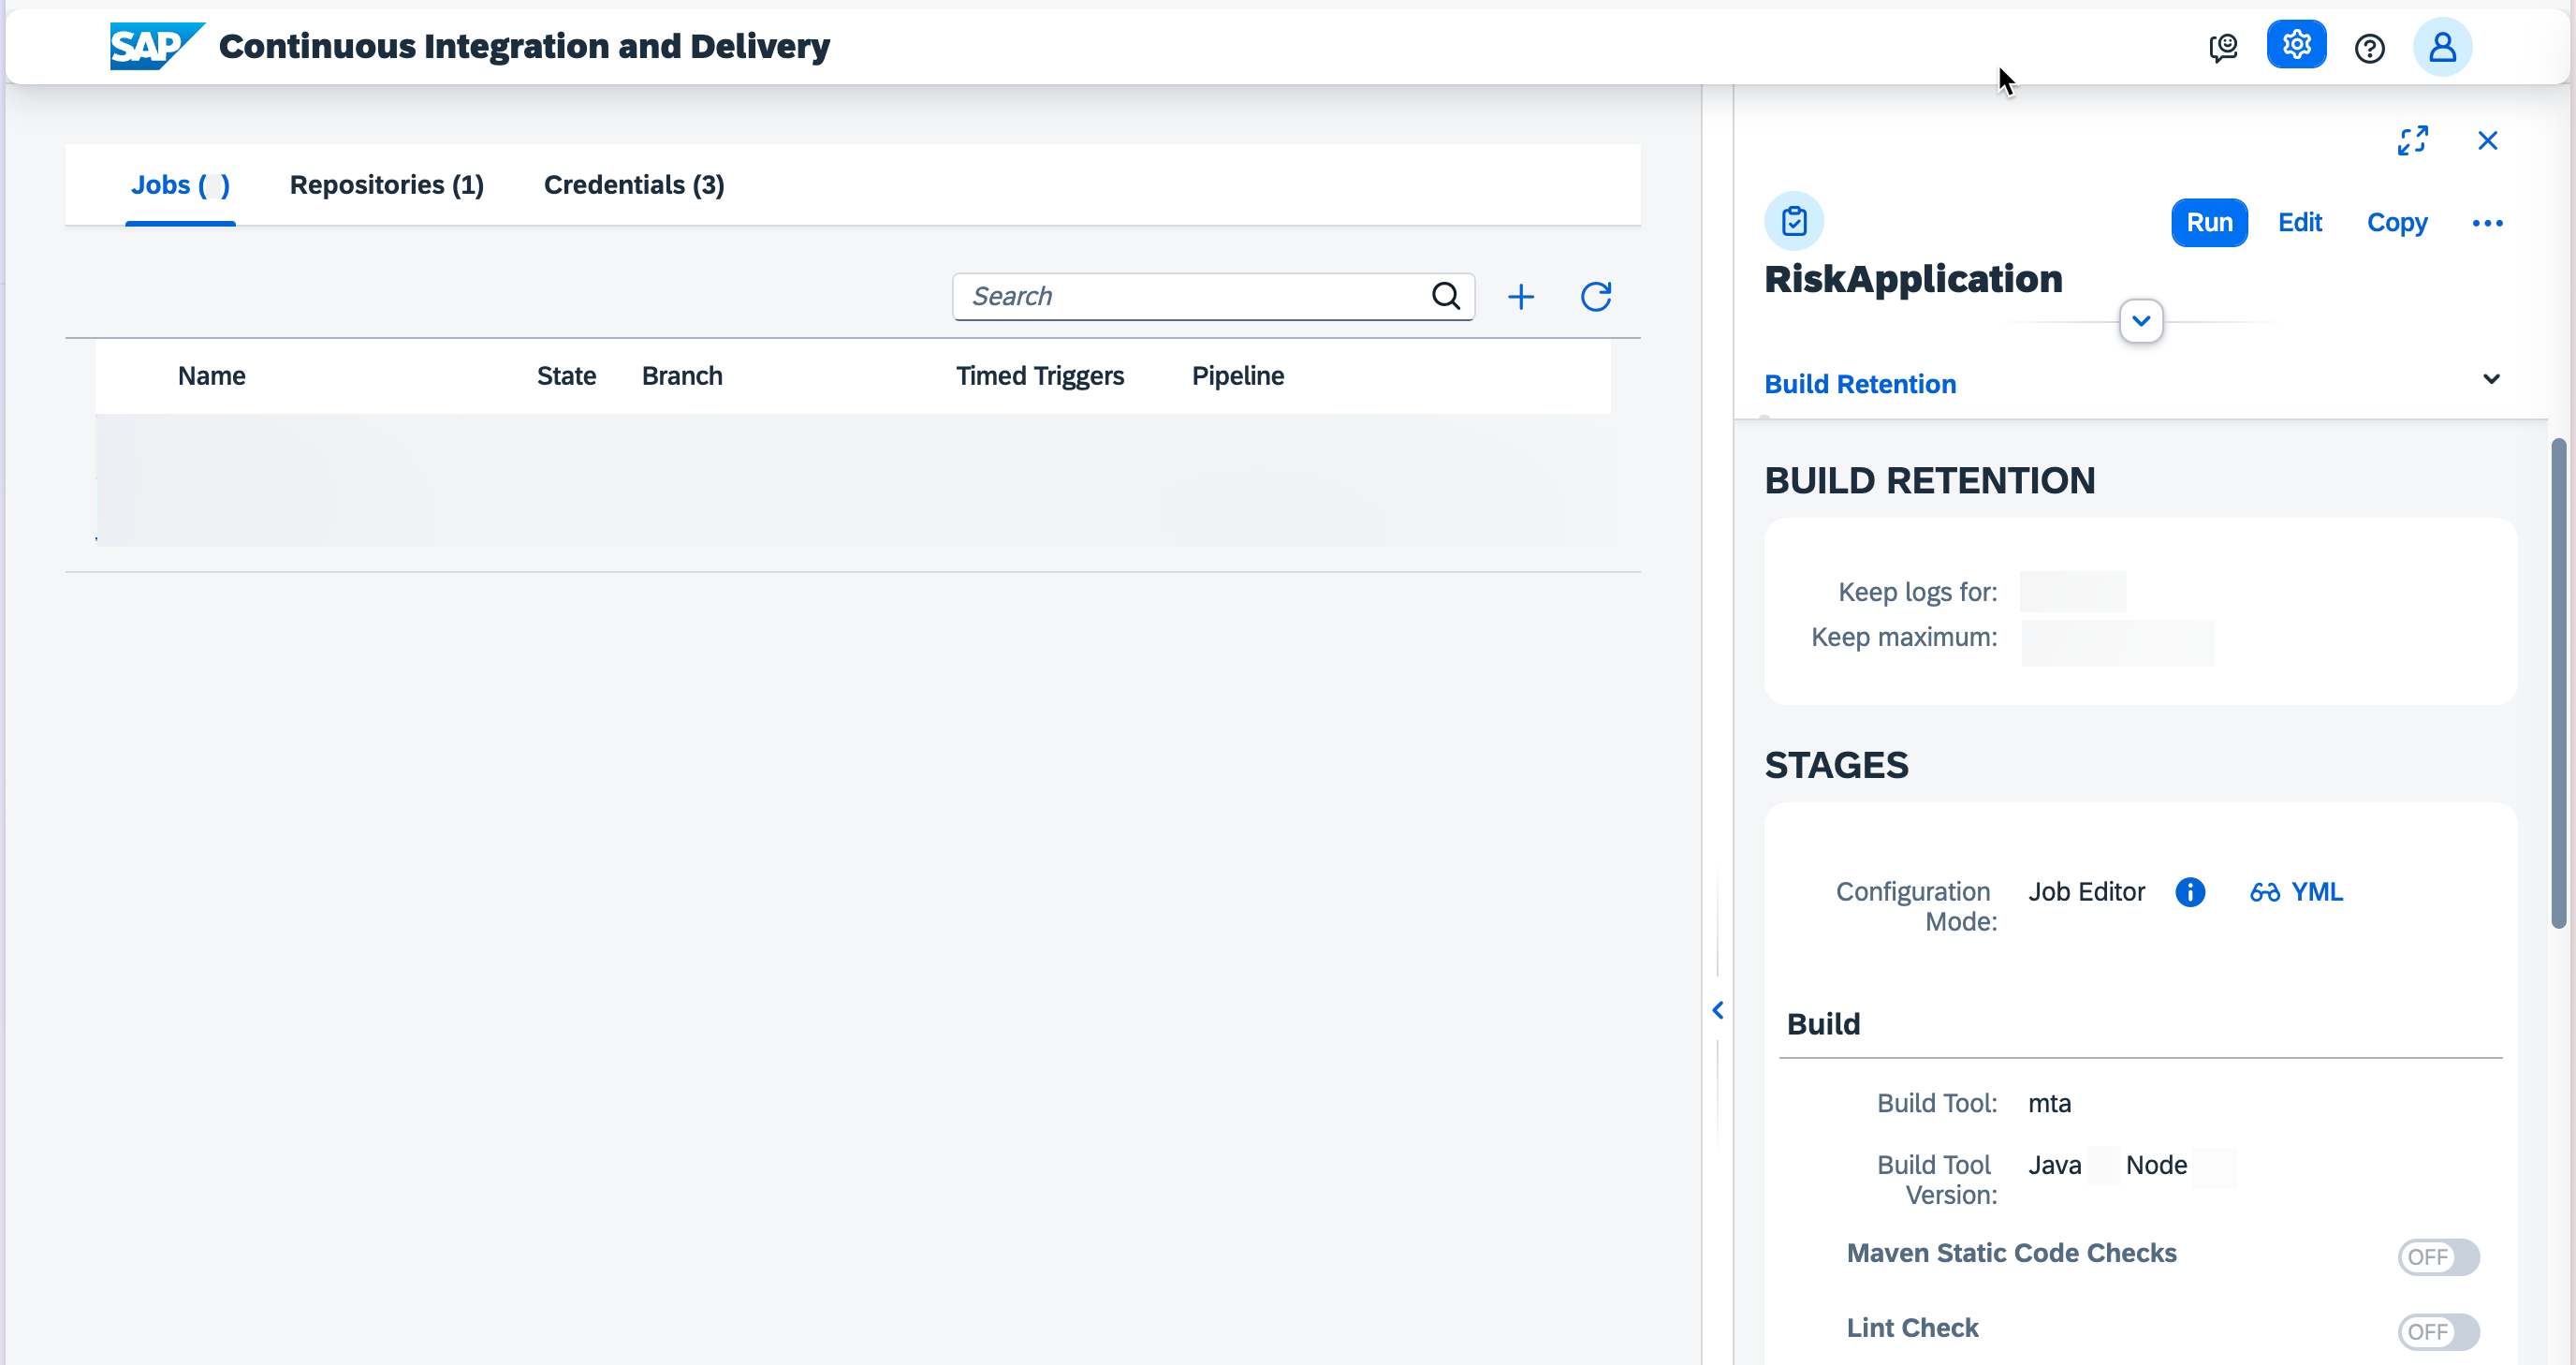 SAP Continuous Integration and Delivery
Jobs ( ) Repositories (1) Credentials (3)
Search
Name State Branch Timed Triggers Pipeline
Run Edit Copy
RiskApplication
Build Retention
BUILD RETENTION
Keep logs for:
Keep maximum:
STAGES
Configuration Mode: Job Editor YML
Build
Build Tool: mta
Build Tool Version: Java Node
Maven Static Code Checks OFF
Lint Check OFF